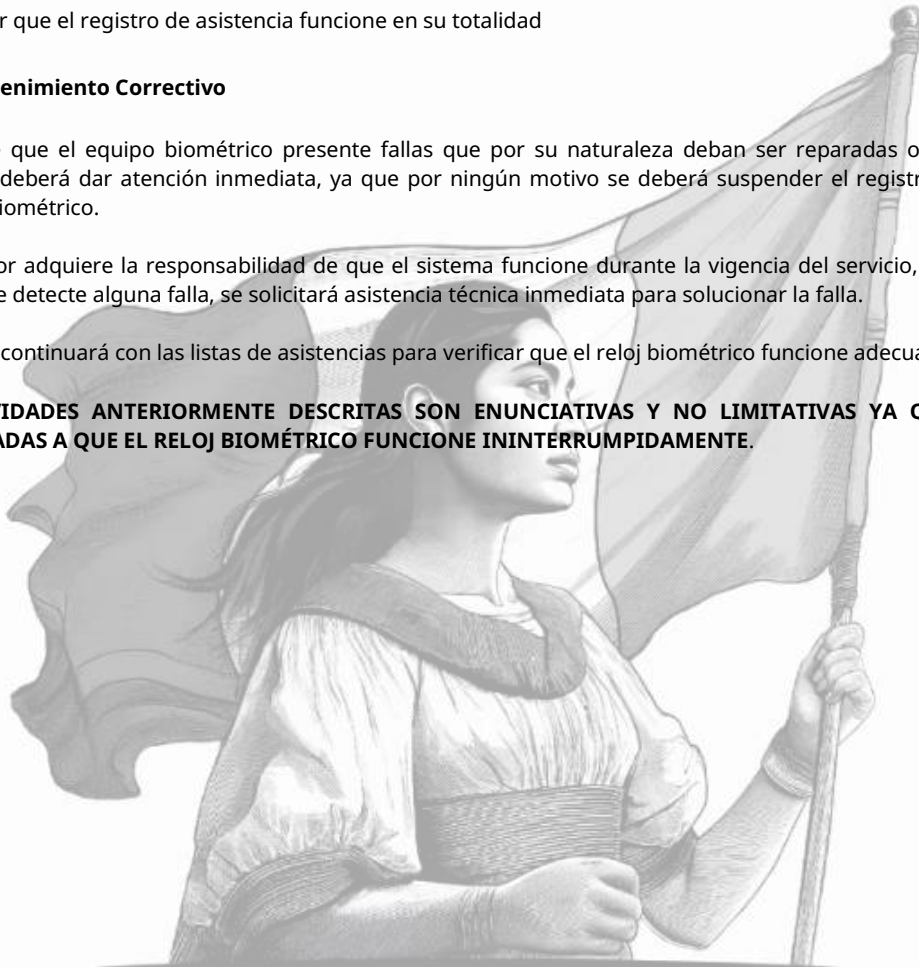 r que el registro de asistencia funcione en su totalidad
enimiento Correctivo
que el equipo biométrico presente fallas que por su naturaleza deban ser reparadas o
deberá dar atención inmediata, ya que por ningún motivo se deberá suspender el registr
iométrico.
or adquiere la responsabilidad de que el sistema funcione durante la vigencia del servicio,
e detecte alguna falla, se solicitará asistencia técnica inmediata para solucionar la falla.
continuará con las listas de asistencias para verificar que el reloj biométrico funcione adecua
IDADES ANTERIORMENTE DESCRITAS SON ENUNCIATIVAS Y NO LIMITATIVAS YA
ADAS A QUE EL RELOJ BIOMÉTRICO FUNCIONE ININTERRUMPIDAMENTE.